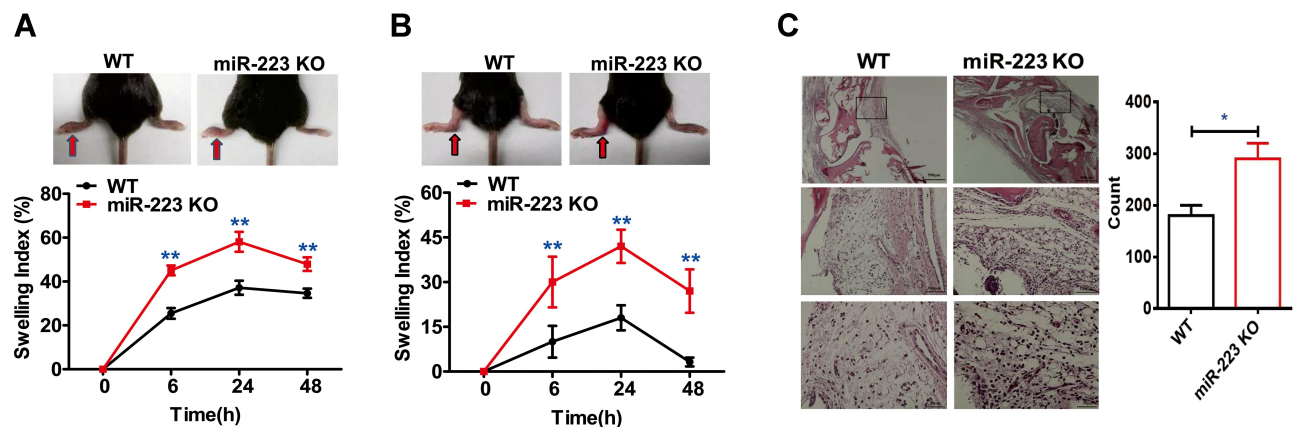 A
WT
miR-223 KO
WT
miR-223 KO
Swelling Index (%)
80
60
40
20
0
**
**
**
0
6
24
48
Time(h)
B
WT
miR-223 KO
WT
miR-223 KO
Swelling Index (%)
60
45
30
15
0
**
**
**
0
6
24
48
Time(h)
C
WT
miR-223 KO
Count
400
300
200
100
0
*
WT
miR-223 KO